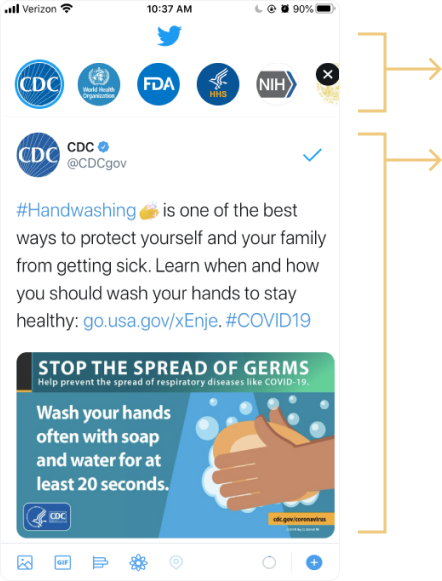 Verizon 10:37 AM 90%
CDC World Health Organization FDA HHS NIH
CDC
CDC
@CDCgov
#Handwashing is one of the best
ways to protect yourself and your family
from getting sick. Learn when and how
you should wash your hands to stay
healthy: go.usa.gov/xEnje. #COVID19
STOP THE SPREAD OF GERMS
Help prevent the spread of respiratory diseases like COVID-19.
Wash your hands
often with soap
and water for at
least 20 seconds.
CDC
cdc.gov/coronavirus
GIF